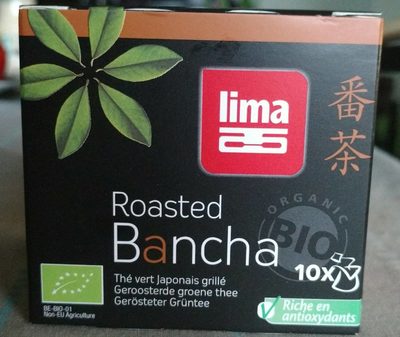 lima
番茶
Roasted
Bancha
ORGANIC
BIO
10x
Thé vert Japonais grillé
Geroosterde groene thee
Gerösteter Grüntee
BE-BIO-01
Non-EU Agriculture
Riche en
antioxydants